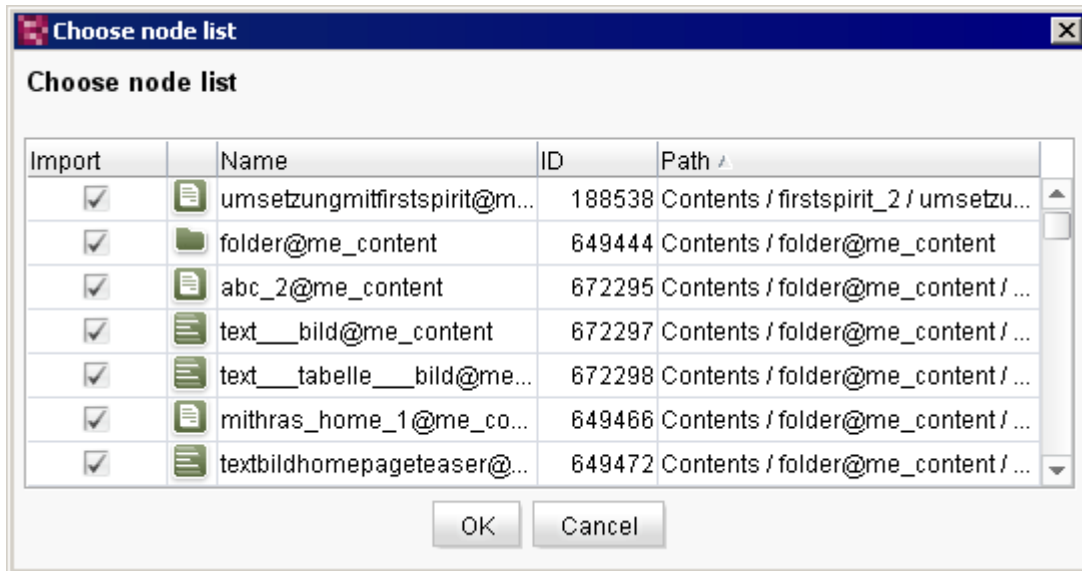 Choose node list
Choose node list
Import Name ID Path
umsetzungmitfirstspirit@m... 188538 Contents / firstspirit_2 / umsetzu...
folder@me_content 649444 Contents / folder@me_content
abc_2@me_content 672295 Contents / folder@me_content / ...
text___bild@me_content 672297 Contents / folder@me_content / ...
text___tabelle___bild@me... 672298 Contents / folder@me_content / ...
mithras_home_1@me_co... 649466 Contents / folder@me_content / ...
textbildhomepageteaser@... 649472 Contents / folder@me_content / ...
OK Cancel